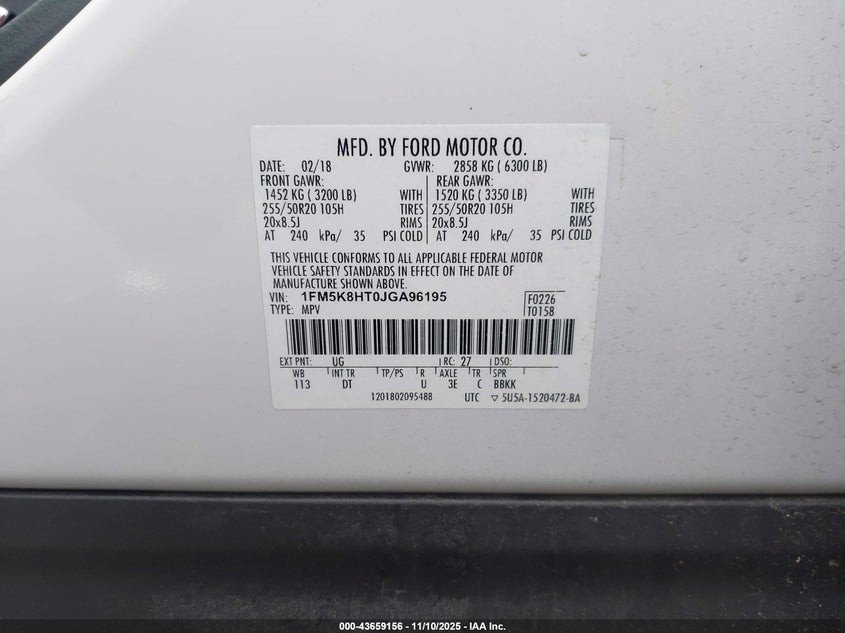 MFD. BY FORD MOTOR CO.
DATE: 02/18 GVWR: 2858 KG ( 6300 LB)
FRONT GAWR: REAR GAWR:
1452 KG ( 3200 LB) WITH 1520 KG ( 3350 LB) WITH
255/50R20 105H TIRES 255/50R20 105H TIRES
20x8.5J RIMS 20x8.5J RIMS
AT 240 kPa/ 35 PSI COLD AT 240 kPa/ 35 PSI COLD
THIS VEHICLE CONFORMS TO ALL APPLICABLE FEDERAL MOTOR
VEHICLE SAFETY STANDARDS IN EFFECT ON THE DATE OF
MANUFACTURE SHOWN ABOVE.
VIN: 1FM5K8HT0JGA96195 F0226
TYPE: MPV T0158
EXT PNT: UG RC: 27 DSO:
WB INT TR TP/PS R AXLE TR SPR
113 DT U 3E C BBKK
1201802095488 UTC ▽ 5U5A-1520472-BA
000-43659156 - 11/10/2025 - IAA Inc.